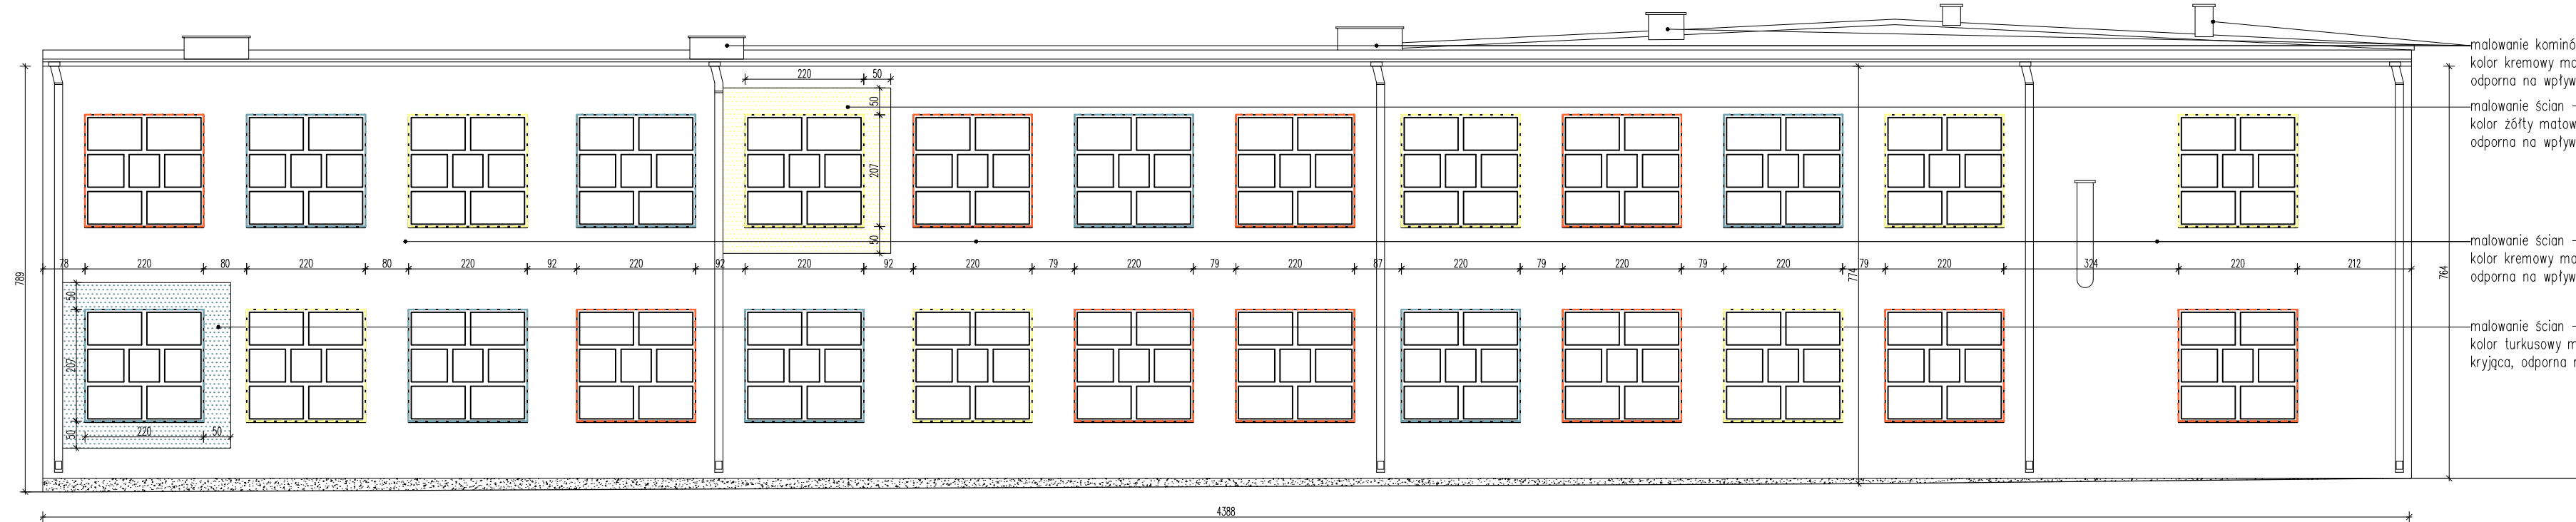 220 50
malowanie kominó
kolor kremowy ma
odporna na wpływ
50
malowanie ścian -
kolor żółty matow
odporna na wpływ
207
50
malowanie ścian -
kolor kremowy ma
odporna na wpływ
789
78 220 80 220 80 220 92 220 92 220 92 220 79 220 79 220 87 220 79 220 79 220 79 220 324 220 212
774
764
50
207
malowanie ścian -
kolor turkusowy m
kryjąca, odporna n
50
220 50
4388